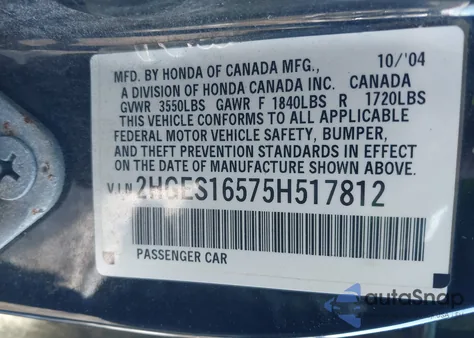 10/'04
MFD. BY HONDA OF CANADA MFG.,
A DIVISION OF HONDA CANADA INC. CANADA
GVWR 3550LBS GAWR F 1840LBS R 1720LBS
THIS VEHICLE CONFORMS TO ALL APPLICABLE
FEDERAL MOTOR VEHICLE SAFETY, BUMPER,
AND THEFT PREVENTION STANDARDS IN EFFECT
ON THE DATE OF MANUFACTURE SHOWN ABOVE.
V.I.N 2HGES16575H517812
PASSENGER CAR
autoSnap